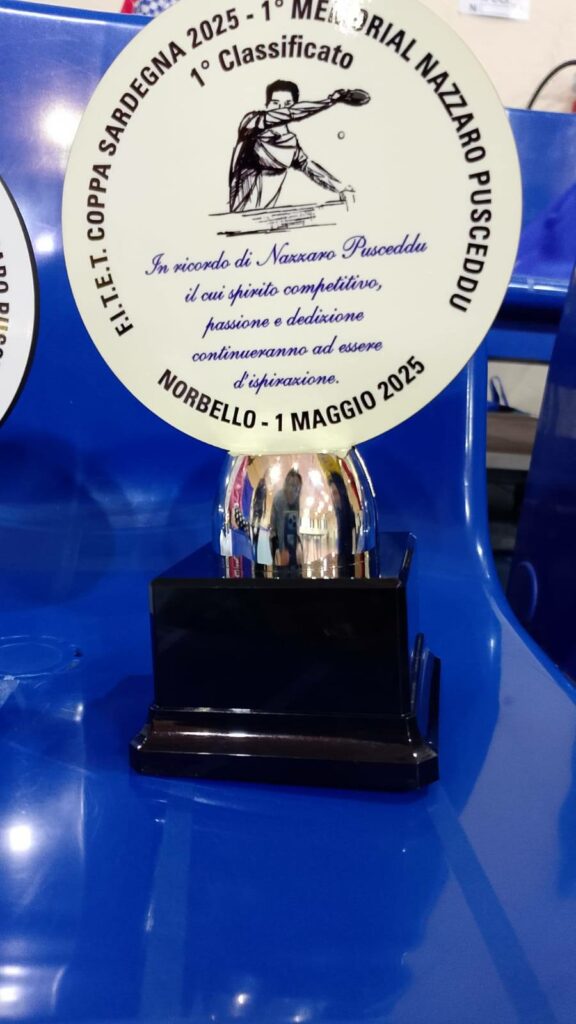 F.I.T.E.T. COPPA SARDEGNA 2025 - 1° MEMORIAL NAZZARO PUSCEDDU
1° Classificato
In ricordo di Nazzaro Pusceddu
il cui spirito competitivo,
passione e dedizione
continueranno ad essere
d'ispirazione.
NORBELLO - 1 MAGGIO 2025